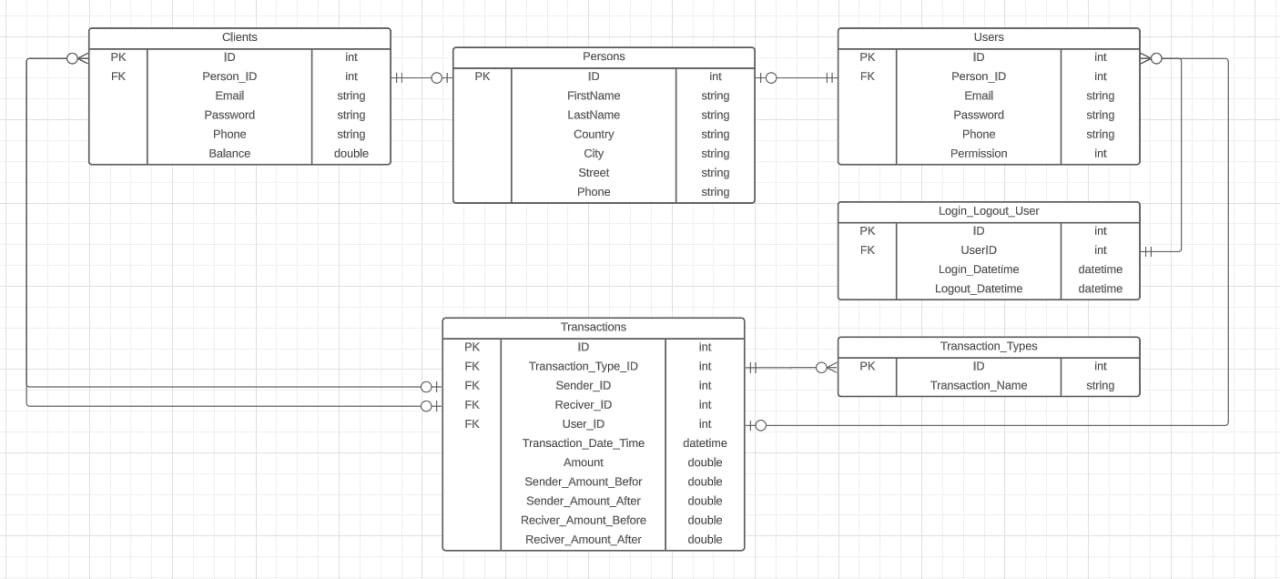 Clients
PK ID int
FK Person_ID int
Email string
Password string
Phone string
Balance double
Persons
PK ID int
FirstName string
LastName string
Country string
City string
Street string
Phone string
Users
PK ID int
FK Person_ID int
Email string
Password string
Phone string
Permission int
Login_Logout_User
PK ID int
FK UserID int
Login_Datetime datetime
Logout_Datetime datetime
Transactions
PK ID int
FK Transaction_Type_ID int
FK Sender_ID int
FK Reciver_ID int
FK User_ID int
Transaction_Date_Time datetime
Amount double
Sender_Amount_Befor double
Sender_Amount_After double
Reciver_Amount_Before double
Reciver_Amount_After double
Transaction_Types
PK ID int
Transaction_Name string